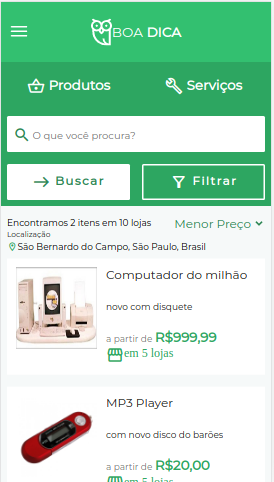 BOA DICA
Produtos
Serviços
O que você procura?
Buscar
Filtrar
Encontramos 2 itens em 10 lojas
Menor Preço
Localização
São Bernardo do Campo, São Paulo, Brasil
Computador do milhão
novo com disquete
a partir de R$999,99
em 5 lojas
MP3 Player
com novo disco do barões
a partir de R$20,00
em 5 lojas